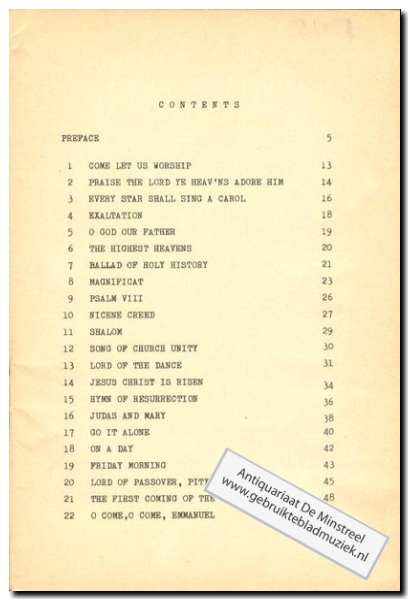 CONTENTS
PREFACE 5
1 COME LET US WORSHIP 13
2 PRAISE THE LORD YE HEAV'NS ADORE HIM 14
3 EVERY STAR SHALL SING A CAROL 16
4 EXALTATION 18
5 O GOD OUR FATHER 19
6 THE HIGHEST HEAVENS 20
7 BALLAD OF HOLY HISTORY 21
8 MAGNIFICAT 23
9 PSALM VIII 26
10 NICENE CREED 27
11 SHALOM 29
12 SONG OF CHURCH UNITY 30
13 LORD OF THE DANCE 31
14 JESUS CHRIST IS RISEN 34
15 HYMN OF RESURRECTION 36
16 JUDAS AND MARY 38
17 GO IT ALONE 40
18 ON A DAY 42
19 FRIDAY MORNING 43
20 LORD OF PASSOVER, 45
21 THE FIRST COMING OF THE 48
22 O COME,O COME, EMMANUEL
Antiquariaat De Minstreel
www.gebruiktebladmuziek.nl